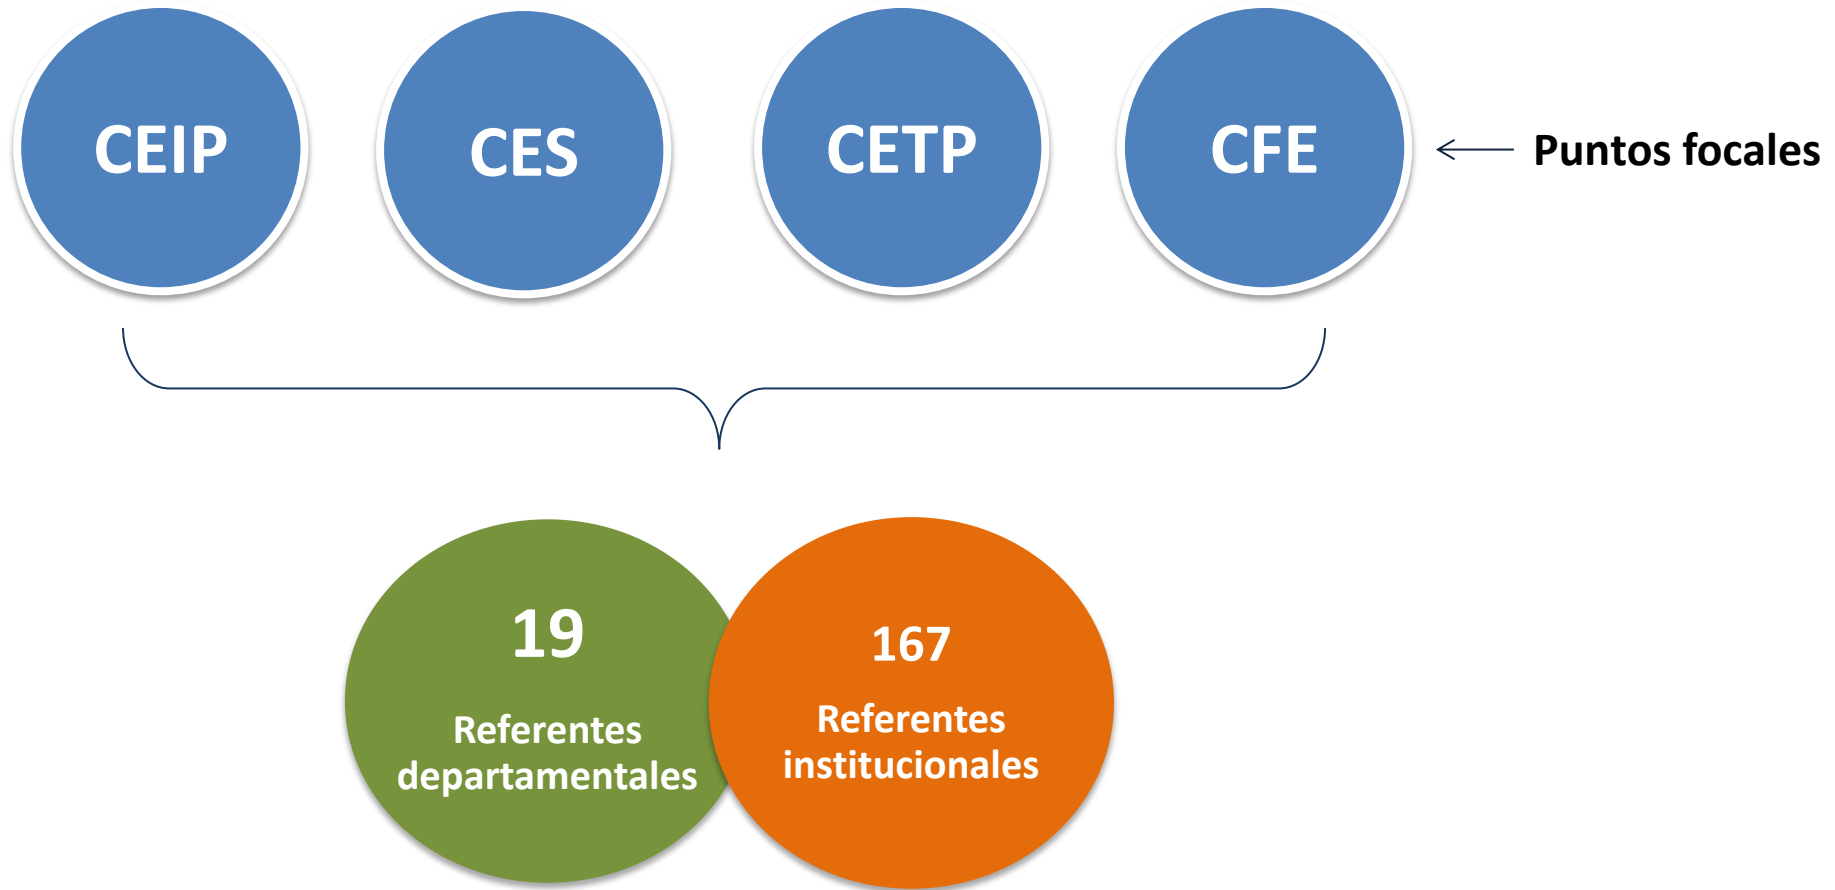 CEIP
CES
CETP
CFE
Puntos focales
19
Referentes
departamentales
167
Referentes
institucionales